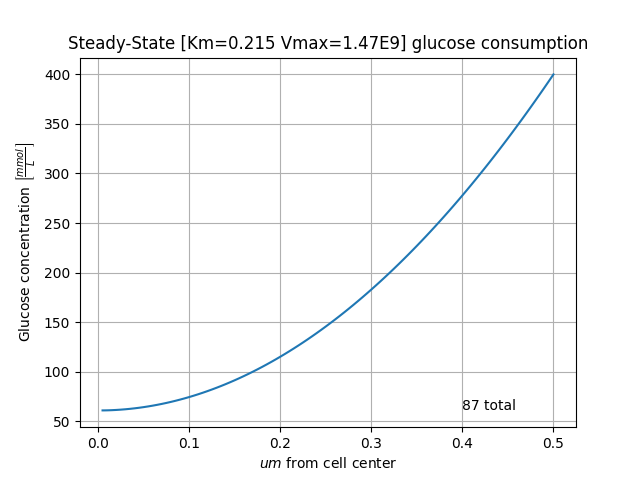 Steady-State [Km=0.215 Vmax=1.47E9] glucose consumption
Glucose concentration [mmol/L]
400
350
300
250
200
150
100
50
87 total
0.0 0.1 0.2 0.3 0.4 0.5
um from cell center